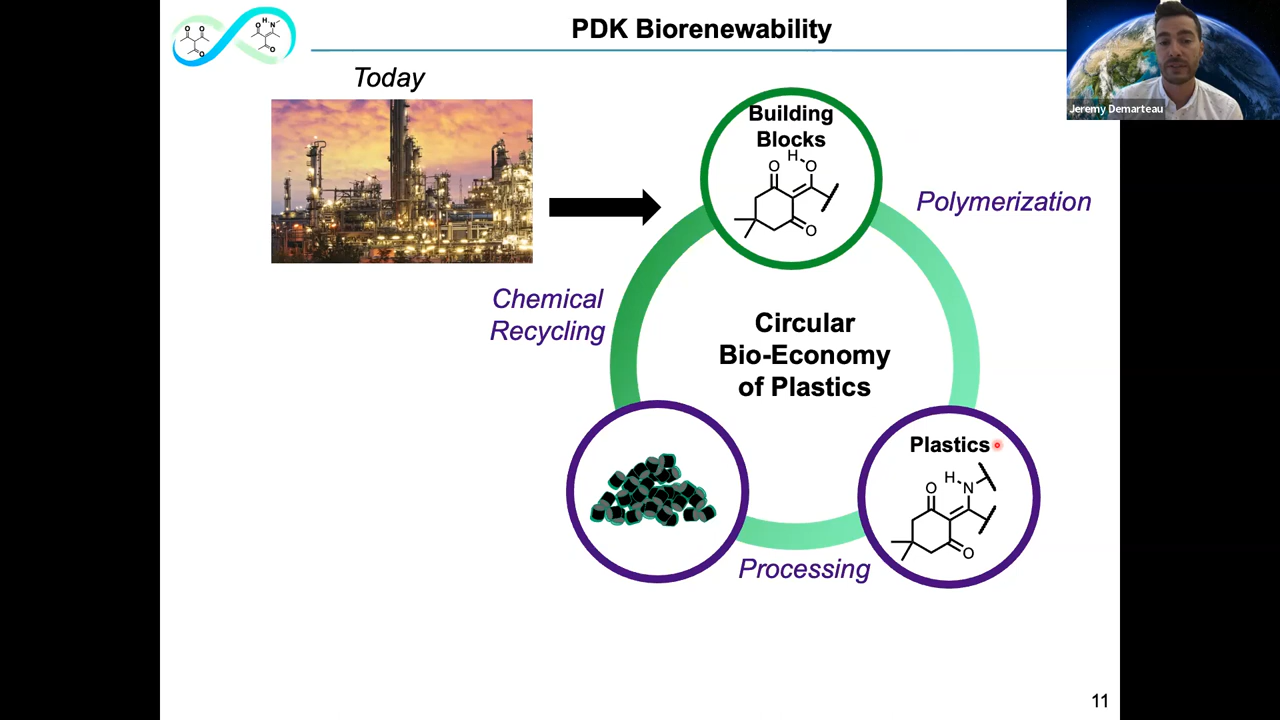 PDK Biorenewability
Today
Jeremy Demarteau
Building
Blocks
H
O
O
O
Polymerization
Chemical
Recycling
Circular
Bio-Economy
of Plastics
Plastics
H
N
O
O
Processing
11
O
O
O
H
N
O
O